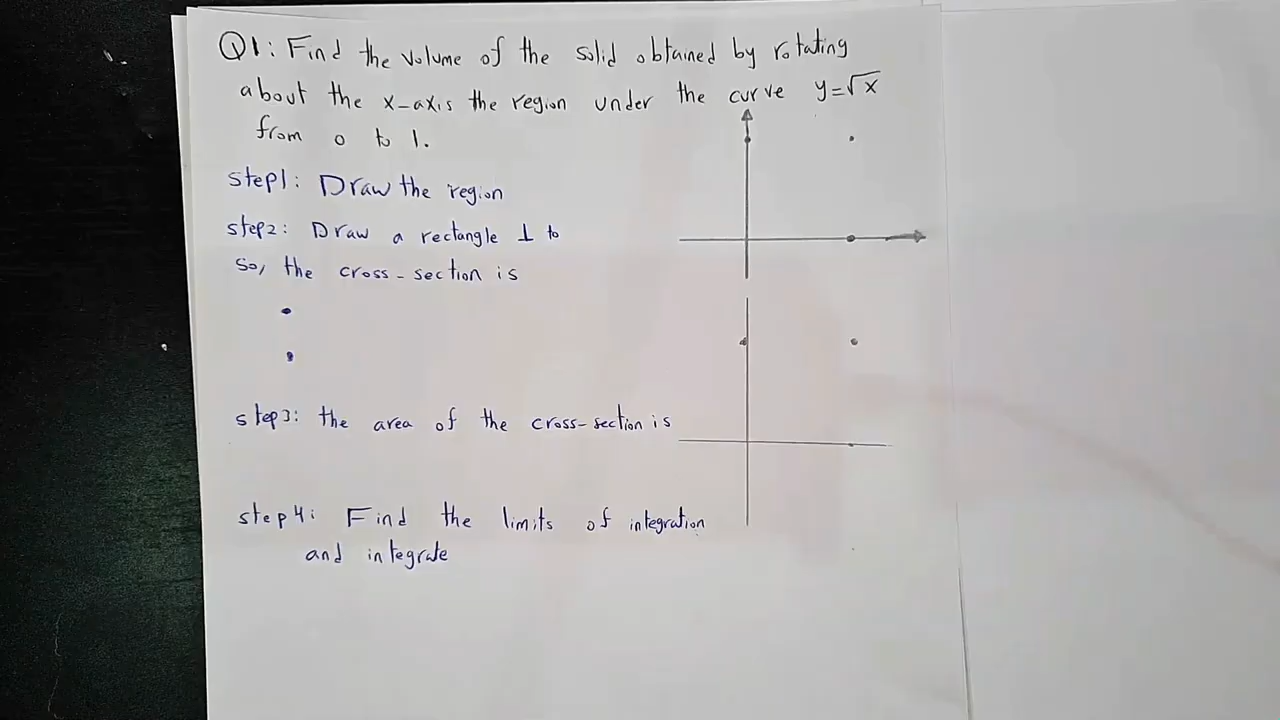 Q1: Find the volume of the solid obtained by rotating
about the x-axis the region under the curve y=√x
from 0 to 1.
step1: Draw the region
step2: Draw a rectangle ⊥ to
so, the cross-section is
•
•
step3: the area of the cross-section is
step4: Find the limits of integration
and integrate